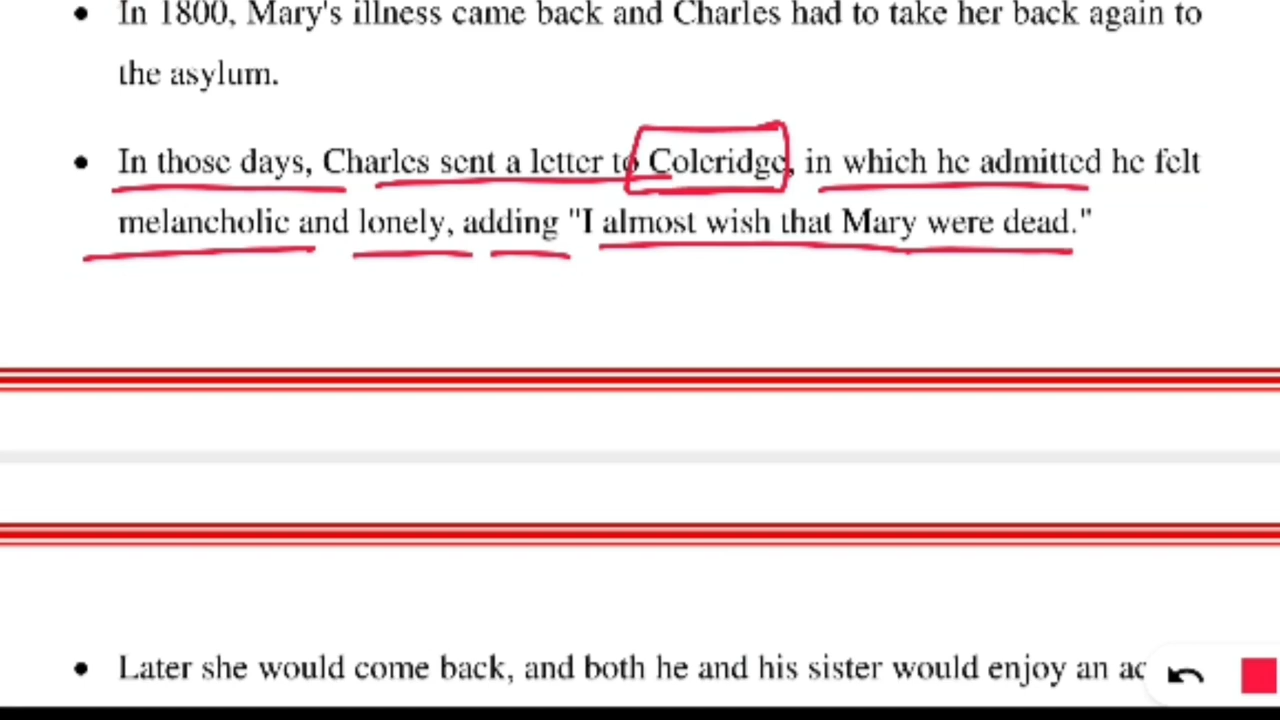 • In 1800, Mary's illness came back and Charles had to take her back again to
the asylum.
• In those days, Charles sent a letter to Coleridge, in which he admitted he felt
melancholic and lonely, adding "I almost wish that Mary were dead."
• Later she would come back, and both he and his sister would enjoy an